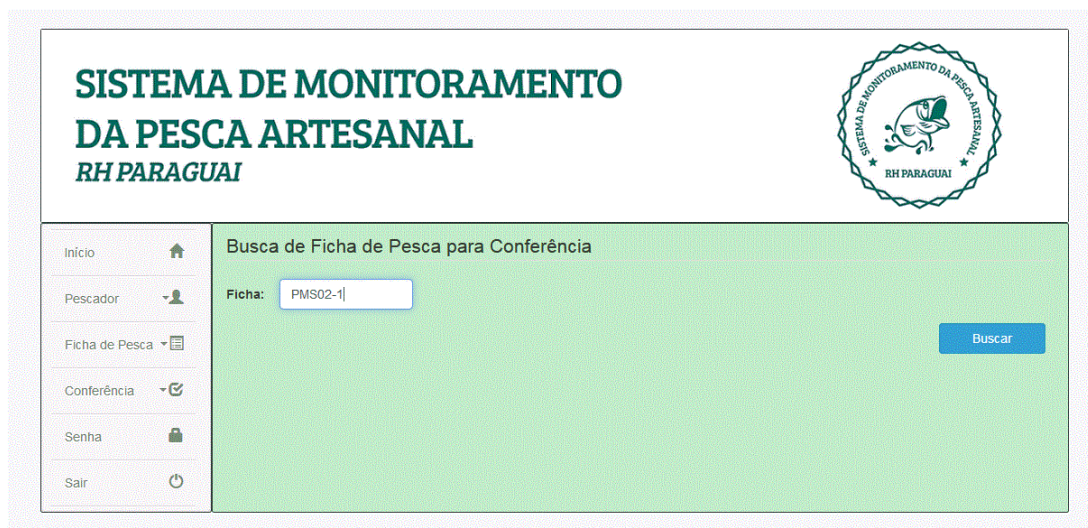 SISTEMA DE MONITORAMENTO
DA PESCA ARTESANAL
RH PARAGUAI
SISTEMA DE MONITORAMENTO DA PESCA ARTESANAL
RH PARAGUAI
Início
Pescador
Ficha de Pesca
Conferência
Senha
Sair
Busca de Ficha de Pesca para Conferência
Ficha: PMS02-1
Buscar